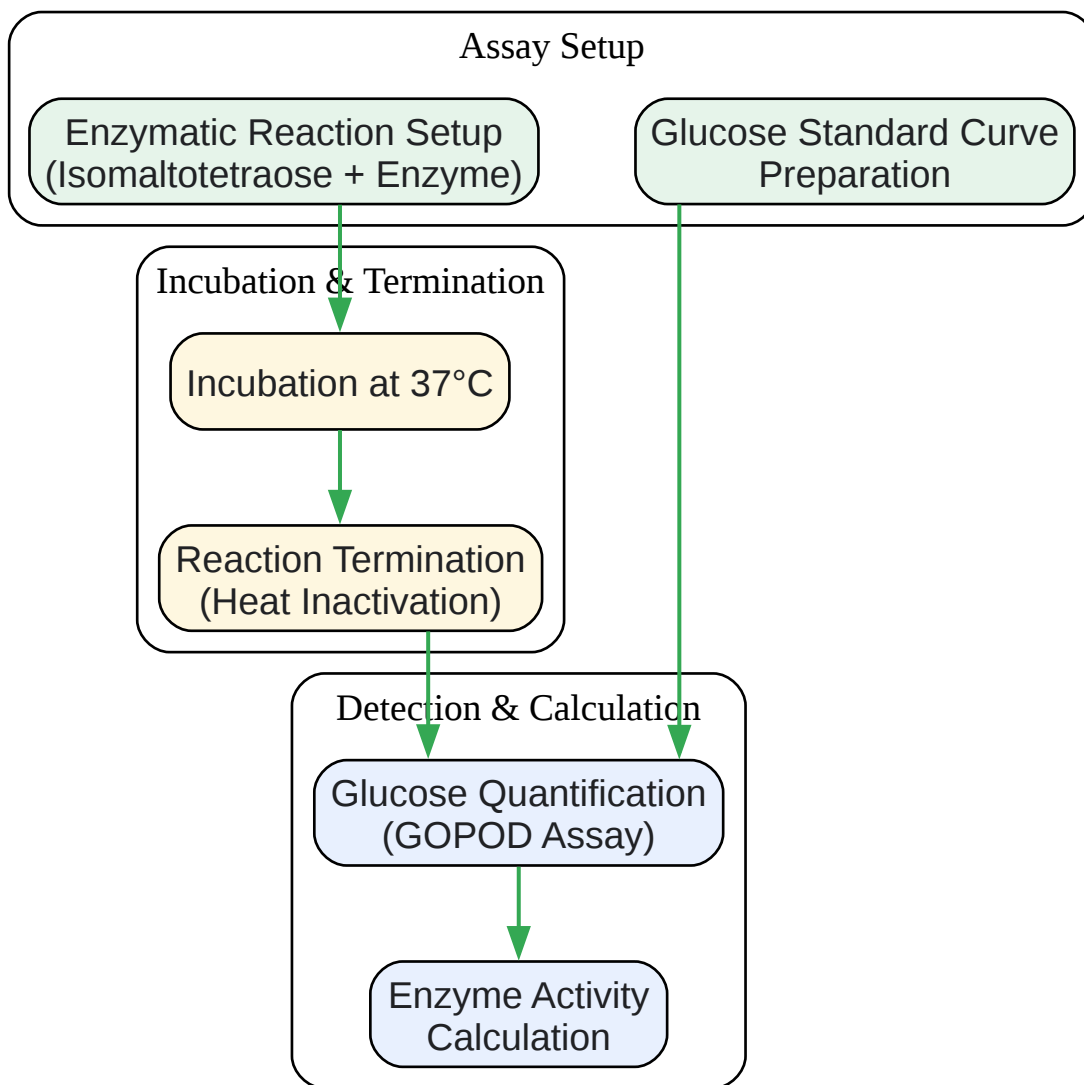 Assay Setup
Enzymatic Reaction Setup
(Isomaltotetraose + Enzyme)
Glucose Standard Curve
Preparation
Incubation & Termination
Incubation at 37°C
Reaction Termination
(Heat Inactivation)
Detection & Calculation
Glucose Quantification
(GOPOD Assay)
Enzyme Activity
Calculation